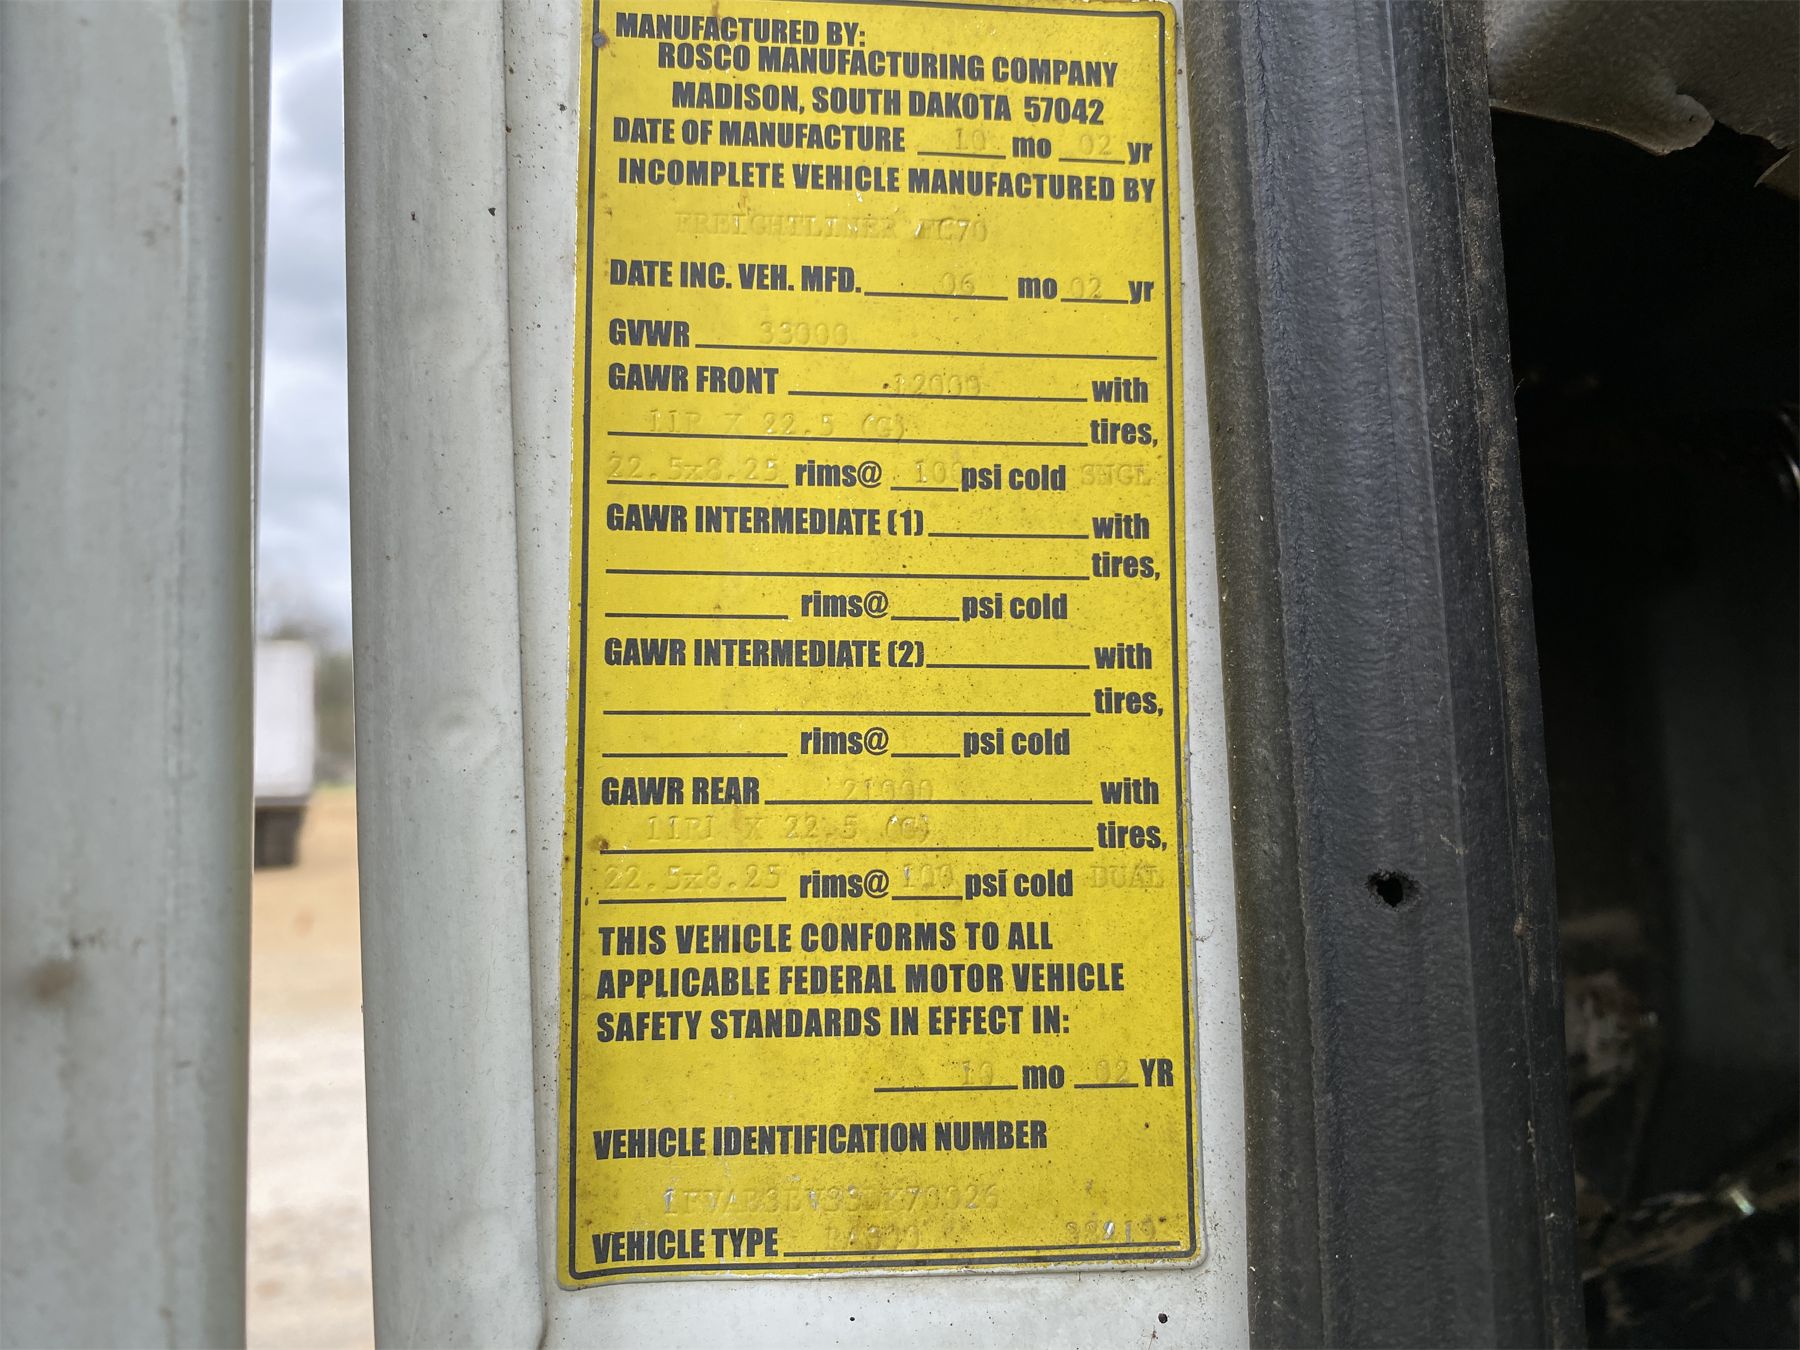 MANUFACTURED BY:
ROSCO MANUFACTURING COMPANY
MADISON, SOUTH DAKOTA 57042
DATE OF MANUFACTURE 10 mo 02 yr
INCOMPLETE VEHICLE MANUFACTURED BY
FREIGHTLINER FC70
DATE INC. VEH. MFD. 06 mo 02 yr
GVWR 33000
GAWR FRONT 12000 with
11R X 22.5 (G) tires,
22.5x8.25 rims@ 100 psi cold SNGL
GAWR INTERMEDIATE (1) with
tires,
rims@ psi cold
GAWR INTERMEDIATE (2) with
tires,
rims@ psi cold
GAWR REAR 21000 with
X 22.5 (G) tires,
22.5x8.25 rims@ 100 psi cold DUAL
THIS VEHICLE CONFORMS TO ALL
APPLICABLE FEDERAL MOTOR VEHICLE
SAFETY STANDARDS IN EFFECT IN:
10 mo 02 YR
VEHICLE IDENTIFICATION NUMBER
VEHICLE TYPE